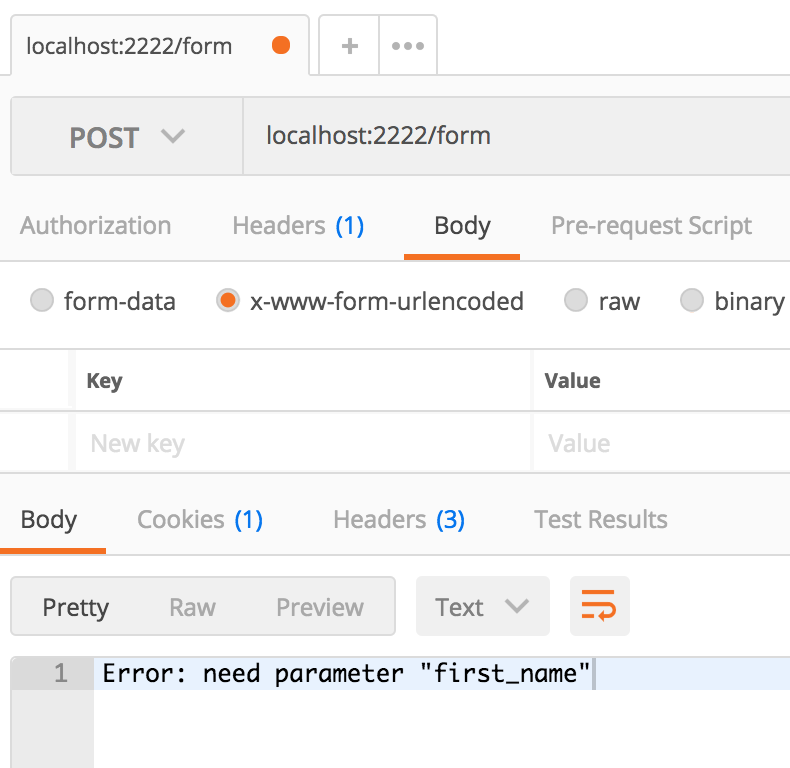 localhost:2222/form
POST localhost:2222/form
Authorization Headers (1) Body Pre-request Script
form-data x-www-form-urlencoded raw binary
Key Value
New key Value
Body Cookies (1) Headers (3) Test Results
Pretty Raw Preview Text
1 Error: need parameter "first_name"